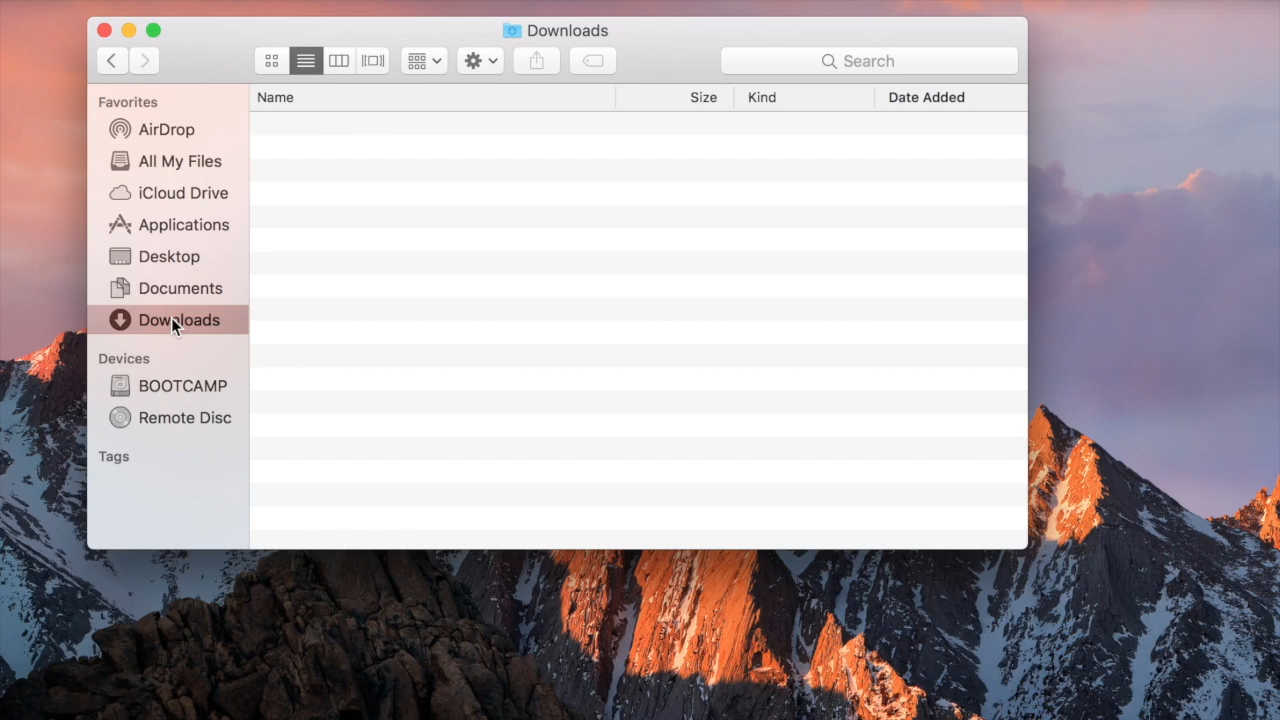 Downloads
Search
Favorites
AirDrop
All My Files
iCloud Drive
Applications
Desktop
Documents
Downloads
Devices
BOOTCAMP
Remote Disc
Tags
Name Size Kind Date Added